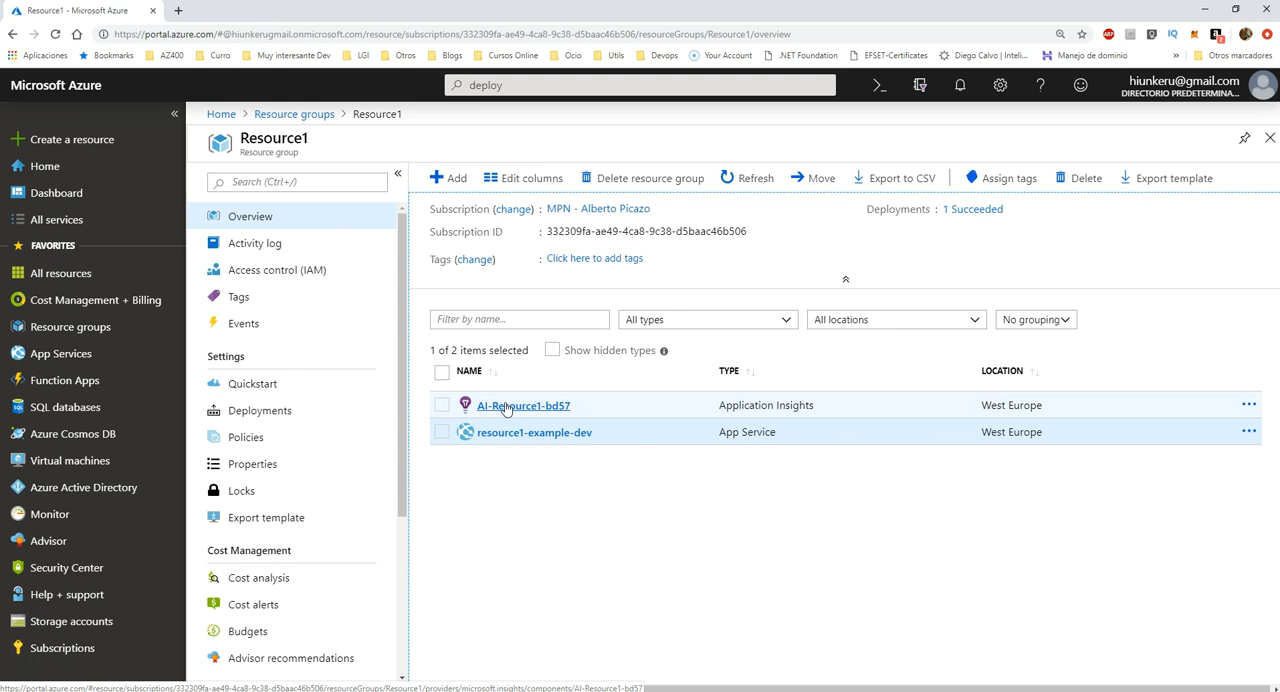 Resource1 - Microsoft Azure
https://portal.azure.com/#@hiunkerugmail.onmicrosoft.com/resource/subscriptions/332309fa-ae49-4ca8-9c38-d5baac46b506/resourceGroups/Resource1/overview
Aplicaciones Bookmarks AZ400 Curro Muy interesante Dev LGI Otros Blogs Cursos Online Ocio Utils Devops Your Account .NET Foundation EFSET-Certificates Diego Calvo | Inteli... Manejo de dominio » Otros marcadores
Microsoft Azure
deploy
hiunkeru@gmail.com
DIRECTORIO PREDETERMINA...
Create a resource
Home
Dashboard
All services
FAVORITES
All resources
Cost Management + Billing
Resource groups
App Services
Function Apps
SQL databases
Azure Cosmos DB
Virtual machines
Azure Active Directory
Monitor
Advisor
Security Center
Help + support
Storage accounts
Subscriptions
Home > Resource groups > Resource1
Resource1
Resource group
Search (Ctrl+/)
Overview
Activity log
Access control (IAM)
Tags
Events
Settings
Quickstart
Deployments
Policies
Properties
Locks
Export template
Cost Management
Cost analysis
Cost alerts
Budgets
Advisor recommendations
Add Edit columns Delete resource group Refresh Move Export to CSV Assign tags Delete Export template
Subscription (change) : MPN - Alberto Picazo
Deployments : 1 Succeeded
Subscription ID : 332309fa-ae49-4ca8-9c38-d5baac46b506
Tags (change) : Click here to add tags
Filter by name... All types All locations No grouping
1 of 2 items selected Show hidden types
NAME TYPE LOCATION
AI-Resource1-bd57 Application Insights West Europe
resource1-example-dev App Service West Europe
https://portal.azure.com/#resource/subscriptions/332309fa-ae49-4ca8-9c38-d5baac46b506/resourceGroups/Resource1/providers/microsoft.insights/components/AI-Resource1-bd57